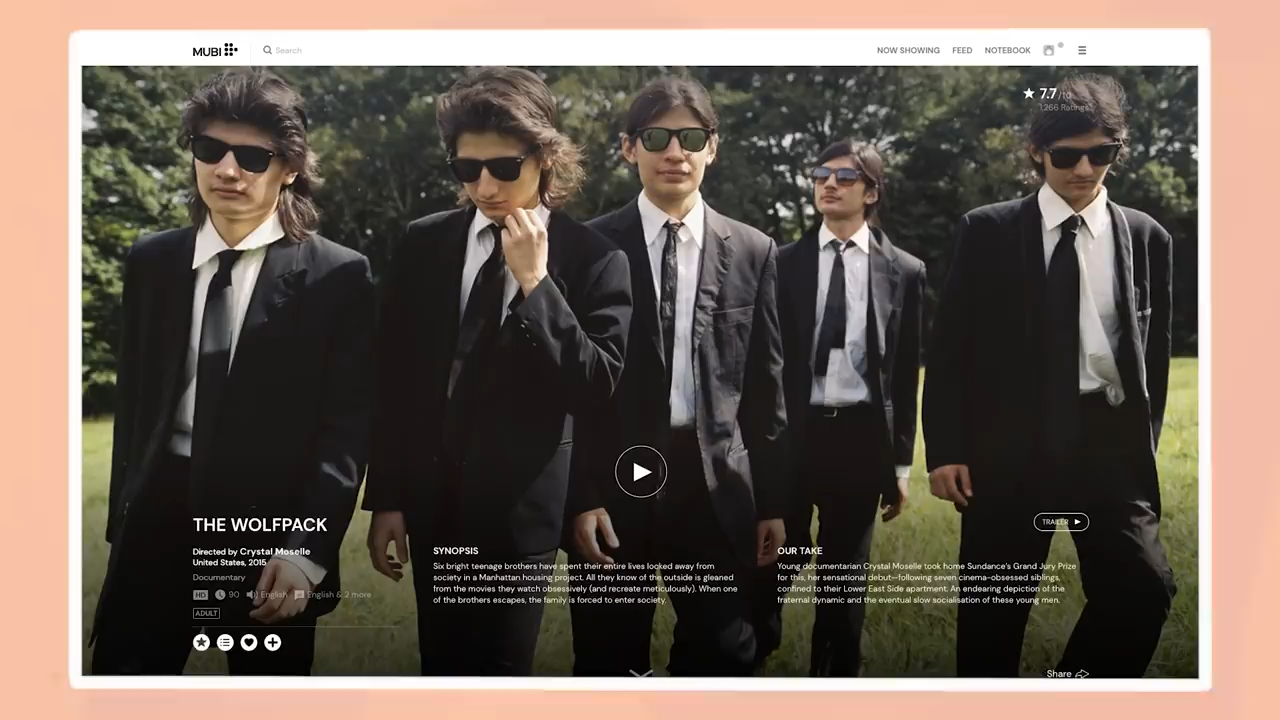 MUBI
Search
NOW SHOWING
FEED
NOTEBOOK
7.7/10
1,266 Ratings
THE WOLFPACK
Directed by Crystal Moselle
United States, 2015
Documentary
HD 90 English English & 2 more
ADULT
SYNOPSIS
Six bright teenage brothers have spent their entire lives looked away from
society in a Manhattan housing project. All they know of the outside is gleaned
from the movies they watch obsessively (and recreate meticulously). When one
of the brothers escapes, the family is forced to enter society.
TRAILER
OUR TAKE
Young documentarian Crystal Moselle took home Sundance's Grand Jury Prize
for this, her sensational debut—following seven cinema-obsessed siblings,
confined to their Lower East Side apartment. An endearing depiction of the
fraternal dynamic and the eventual slow socialisation of these young men.
Share